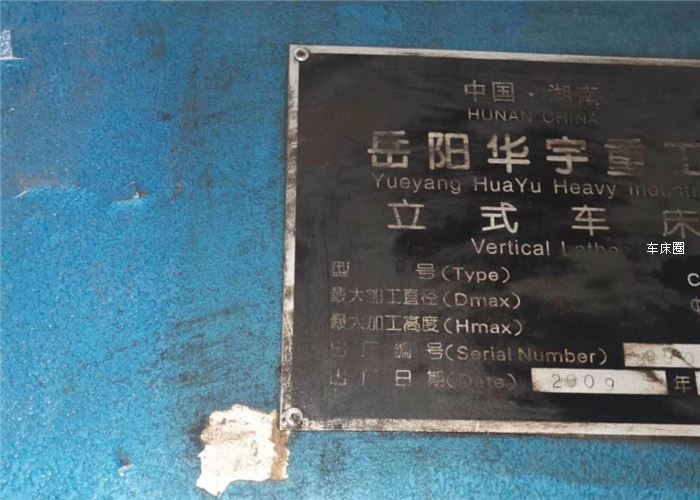 中国·湖南
HUNAN CHINA
岳阳华宇重工
Yueyang HuaYu Heavy
立式车床
Vertical Lathe
车床圈
型 号(Type) C
最大加工直径(Dmax)
最大加工高度(Hmax)
出厂编号(Serial Number)
出厂日期(Date) 2009 年